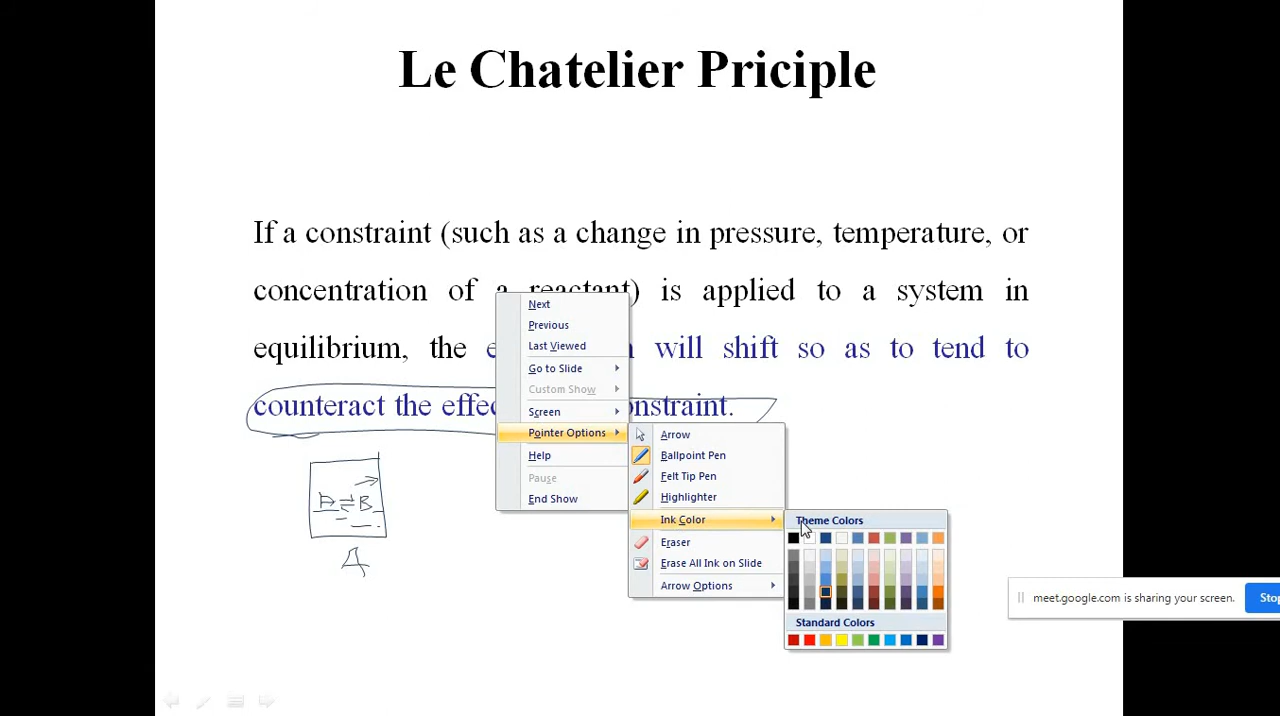 Le Chatelier Priciple
If a constraint (such as a change in pressure, temperature, or
concentration of a reactant) is applied to a system in
equilibrium, the will shift so as to tend to
counteract the constraint.
Next
Previous
Last Viewed
Go to Slide
Custom Show
Screen
Pointer Options
Help
Pause
End Show
Arrow
Ballpoint Pen
Felt Tip Pen
Highlighter
Ink Color
Eraser
Erase All Ink on Slide
Arrow Options
Theme Colors
Standard Colors
A ⇌ B
meet.google.com is sharing your screen.